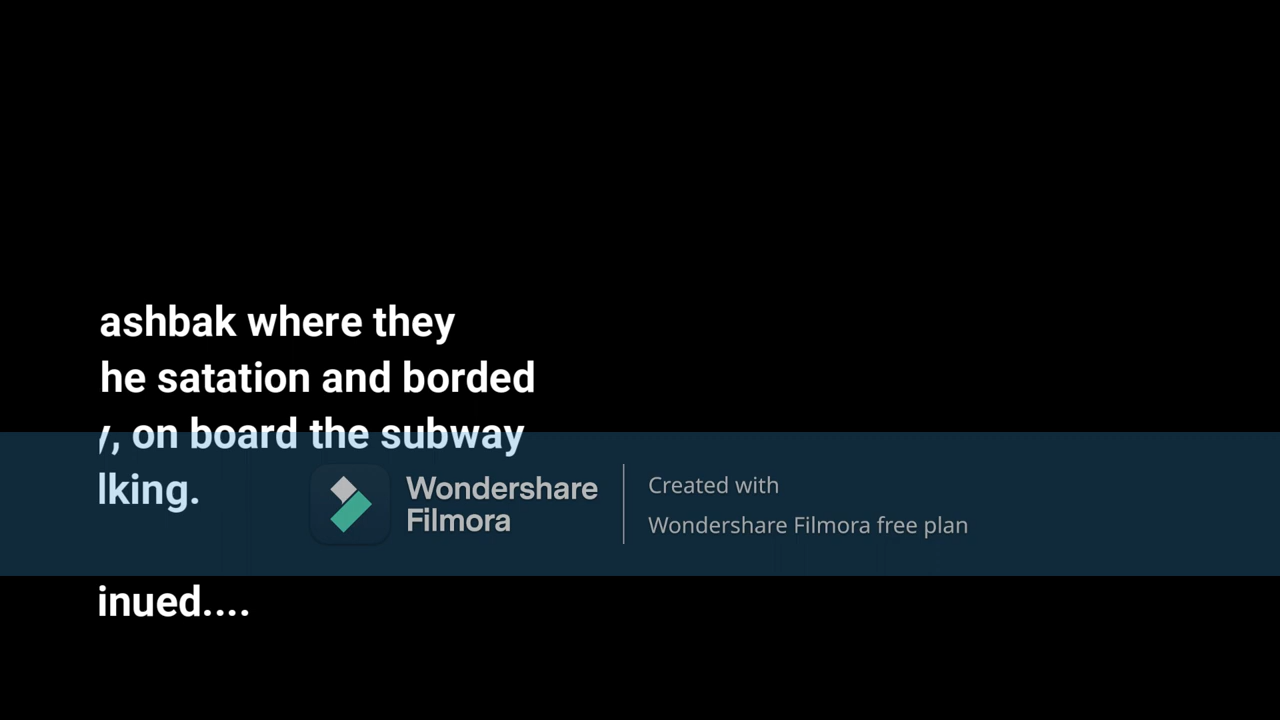 ashbak where they
he satation and borded
y, on board the subway
lking.
Wondershare
Filmora
Created with
Wondershare Filmora free plan
inued....